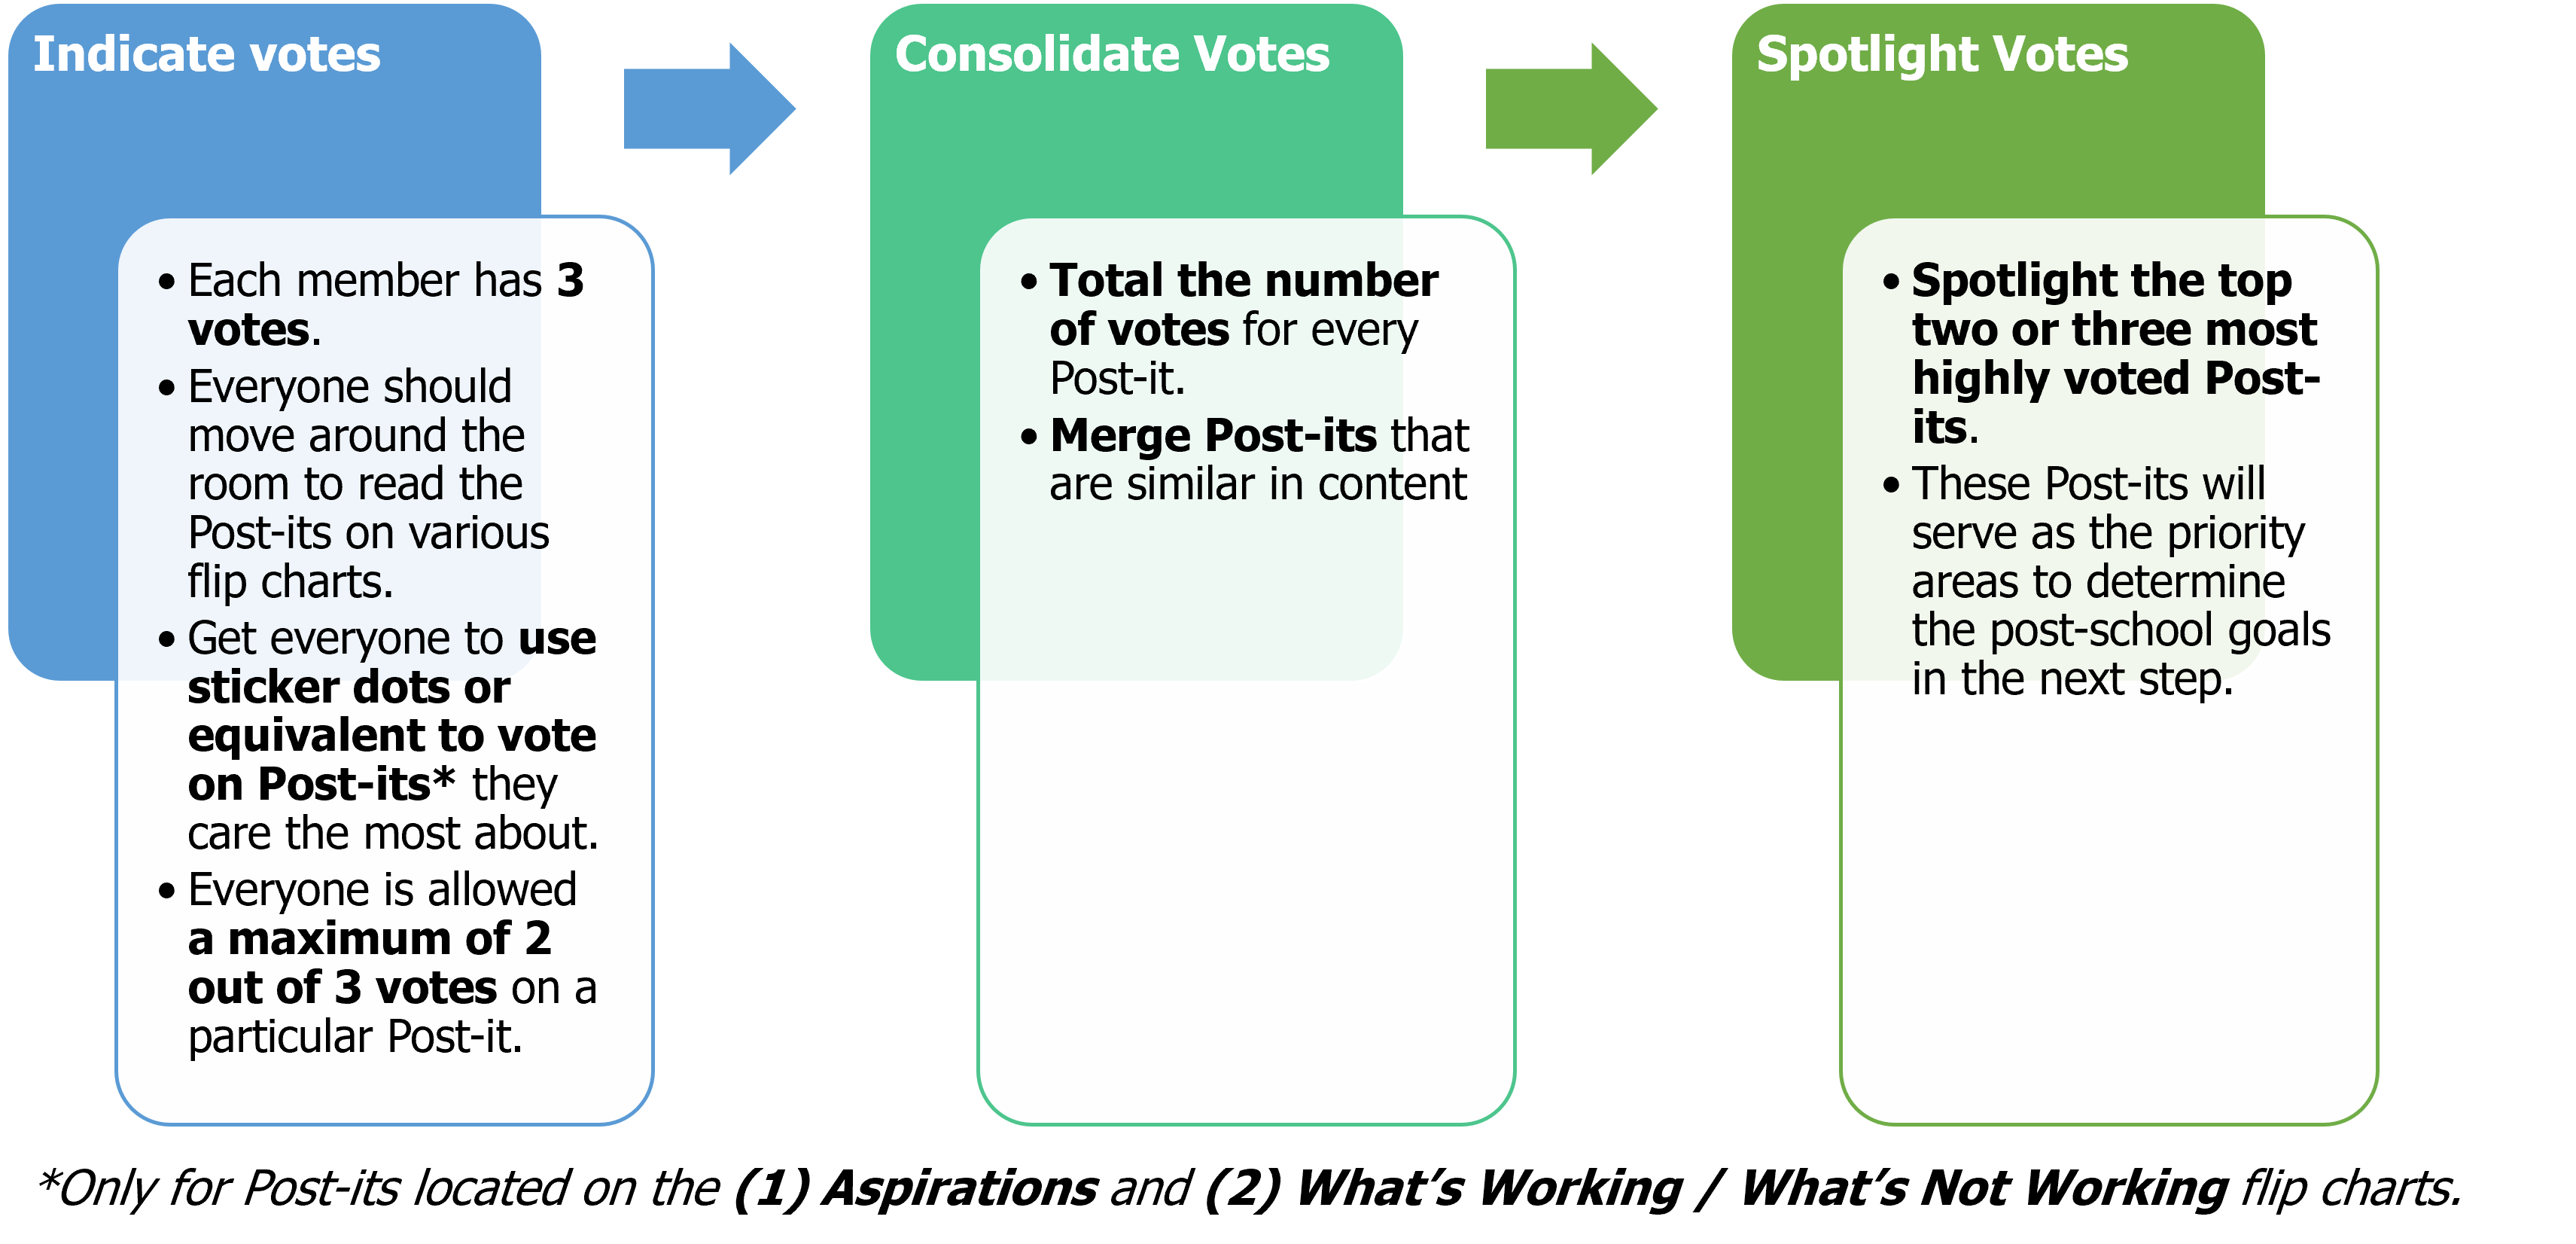 Indicate votes
• Each member has 3
votes.
• Everyone should
move around the
room to read the
Post-its on various
flip charts.
• Get everyone to use
sticker dots or
equivalent to vote
on Post-its* they
care the most about.
• Everyone is allowed
a maximum of 2
out of 3 votes on a
particular Post-it.
Consolidate Votes
• Total the number
of votes for every
Post-it.
• Merge Post-its that
are similar in content
Spotlight Votes
• Spotlight the top
two or three most
highly voted Post-
its.
• These Post-its will
serve as the priority
areas to determine
the post-school goals
in the next step.
*Only for Post-its located on the (1) Aspirations and (2) What’s Working / What’s Not Working flip charts.